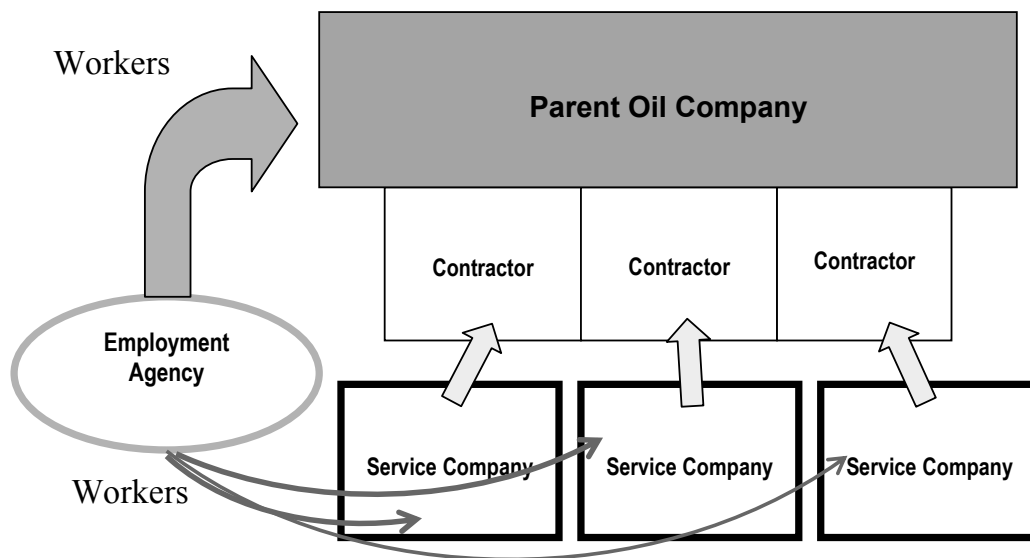 Workers
Parent Oil Company
Contractor
Contractor
Contractor
Employment
Agency
Service Company
Service Company
Service Company
Workers